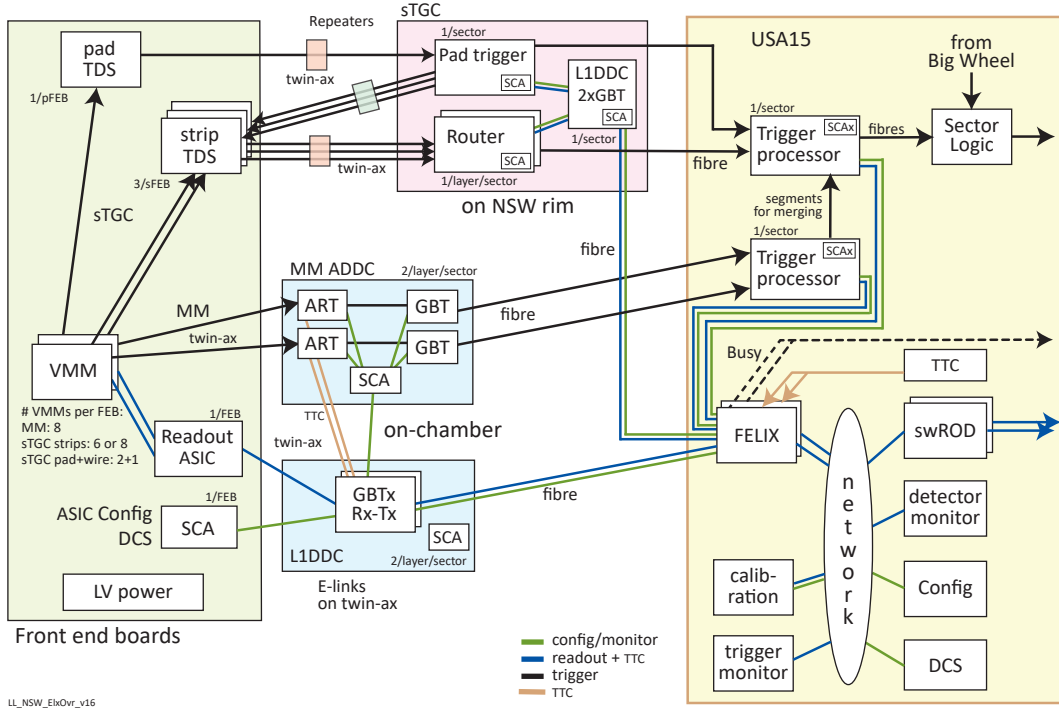 sTGC
Repeaters
1/sector
pad
TDS
Pad trigger
SCA
twin-ax
1/pFEB
L1DDC
2xGBT
SCA
1/sector
strip
TDS
Router
SCA
twin-ax
3/sFEB
1/layer/sector
on NSW rim
sTGC
USA15
from
Big Wheel
1/sector
Trigger
processor
SCAx
fibres
Sector
Logic
fibre
segments
for merging
1/sector
Trigger
processor
SCAx
fibre
MM ADDC
2/layer/sector
ART
GBT
ART
GBT
SCA
fibre
MM
twin-ax
VMM
# VMMs per FEB:
MM: 8
sTGC strips: 6 or 8
sTGC pad+wire: 2+1
1/FEB
Readout
ASIC
TTC
twin-ax
on-chamber
Busy
TTC
FELIX
swROD
1/FEB
ASIC Config
DCS
SCA
GBTx
Rx-Tx
SCA
L1DDC
2/layer/sector
fibre
E-links
on twin-ax
LV power
Front end boards
network
detector
monitor
calib-
ration
Config
trigger
monitor
DCS
config/monitor
readout + TTC
trigger
TTC
LL_NSW_ElxOvr_v16